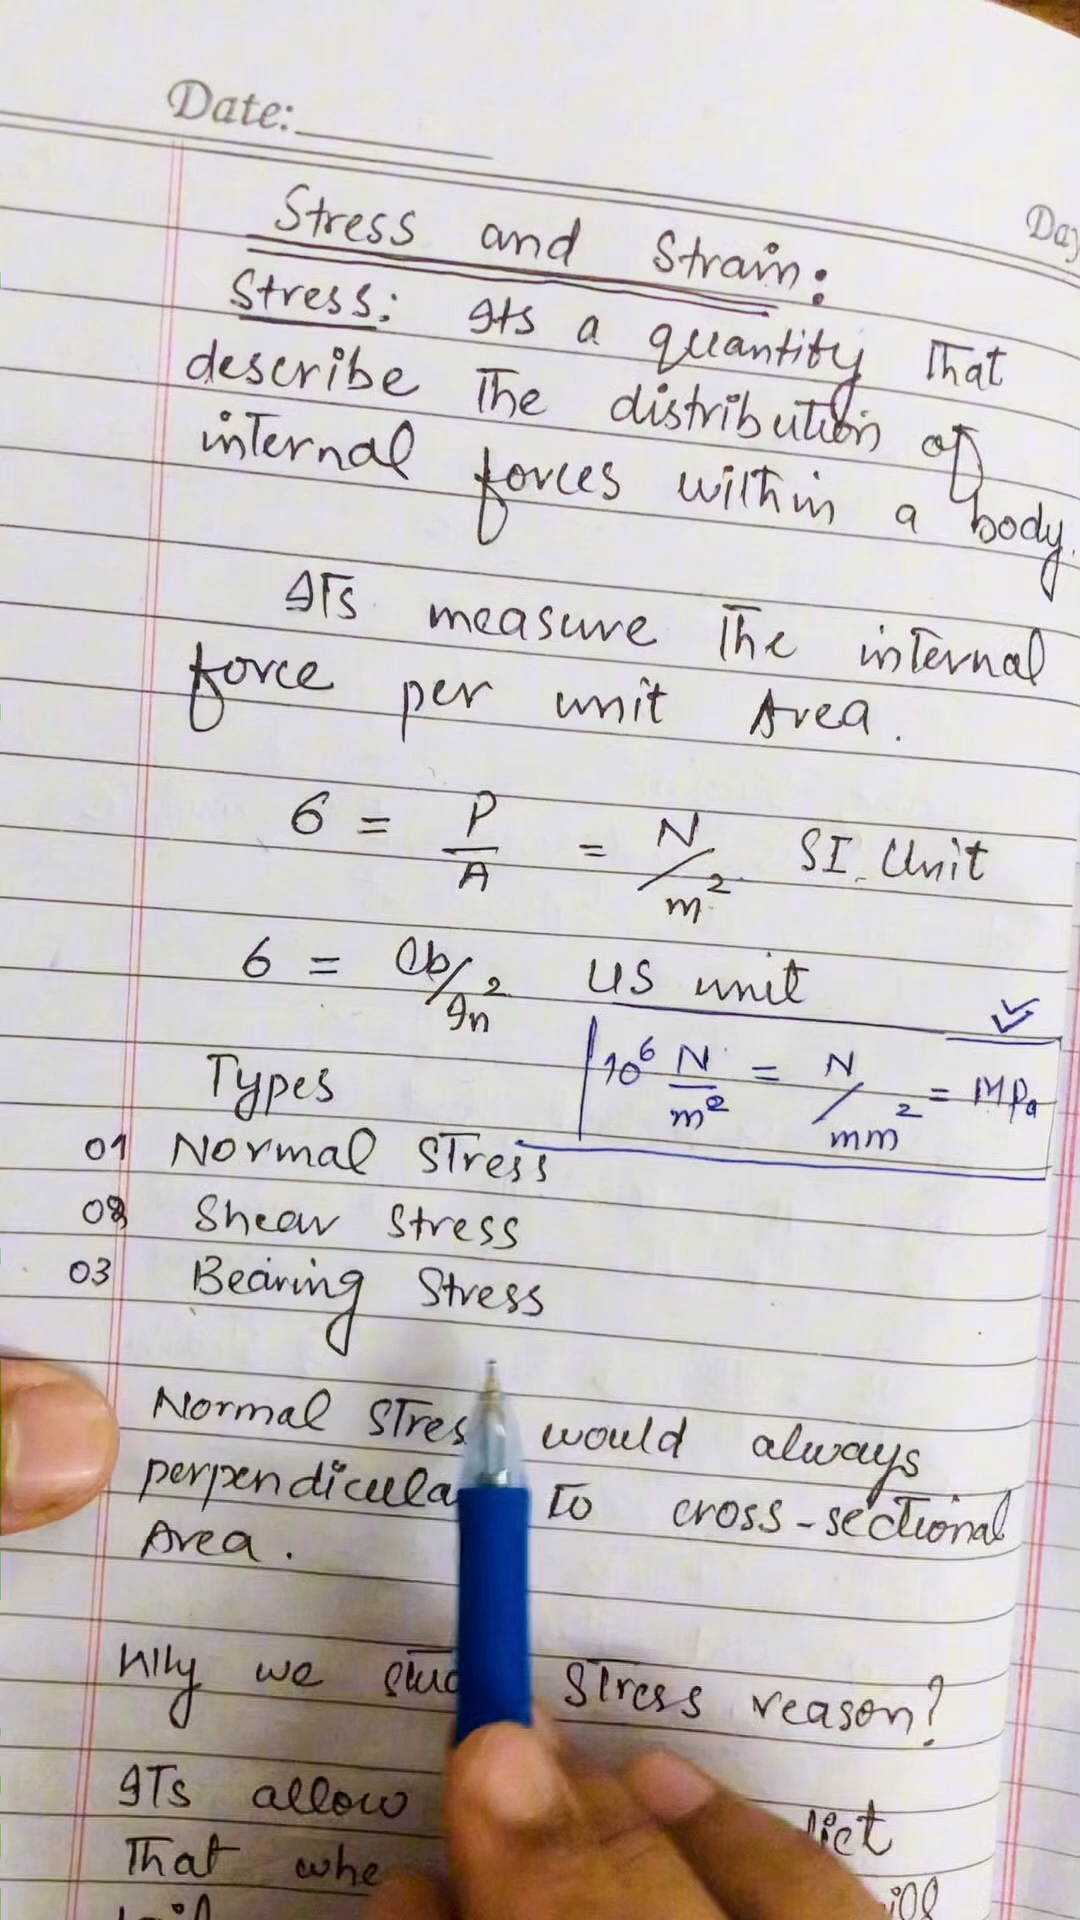 Date:
Day
Stress and Strain:
Stress: Its a quantity that
describe The distribution of
internal forces within a body.
ITs measure The internal
force per unit Area.
6 = P/A = N/m² SI Unit
6 = lb/In² US unit
10⁶ N/m² = N/mm² = MPa
Types
01 Normal Stress
02 Shear Stress
03 Bearing Stress
Normal Stres would always
perpendicula to cross-sectional
Area.
Why we Stress reason?
ITs allow
That